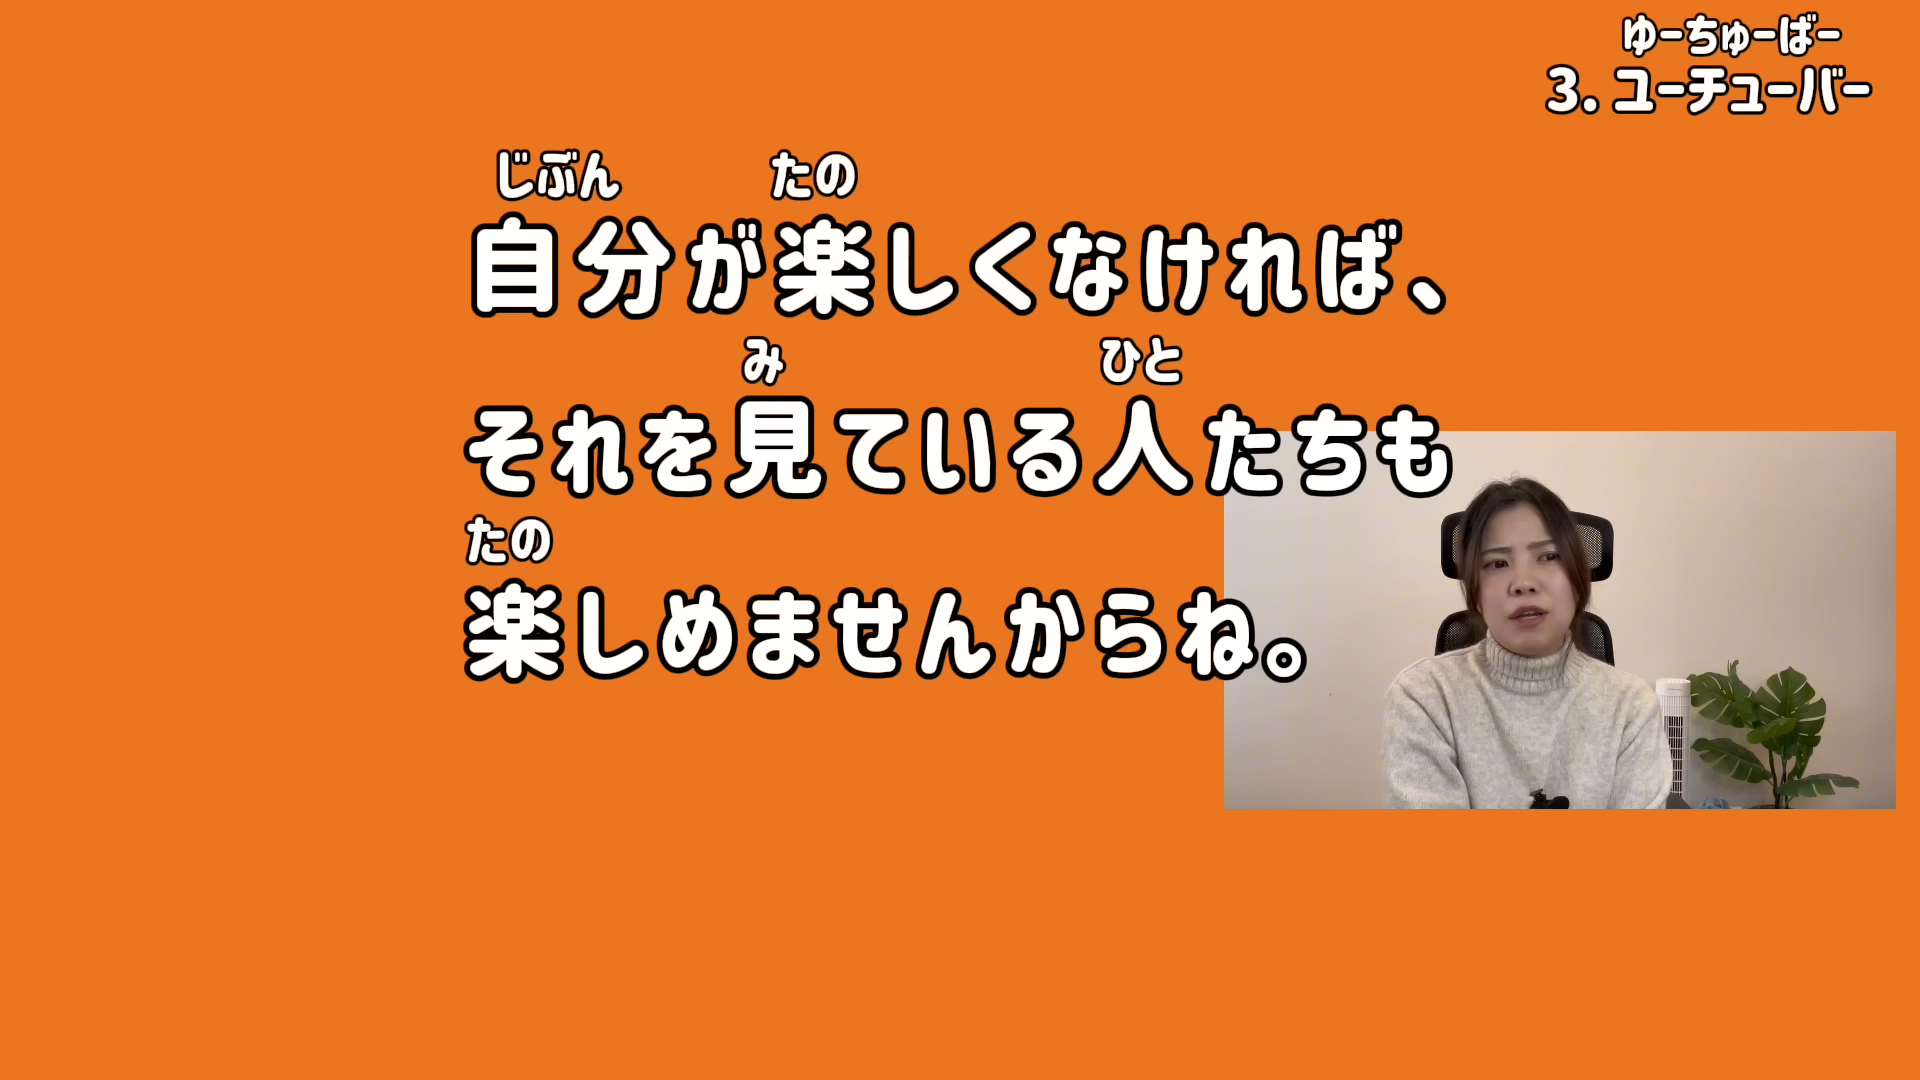 ゆーちゅーばー
3. ユーチューバー
じぶん たの
自分が楽しくなければ、
み ひと
それを見ている人たちも
たの
楽しめませんからね。